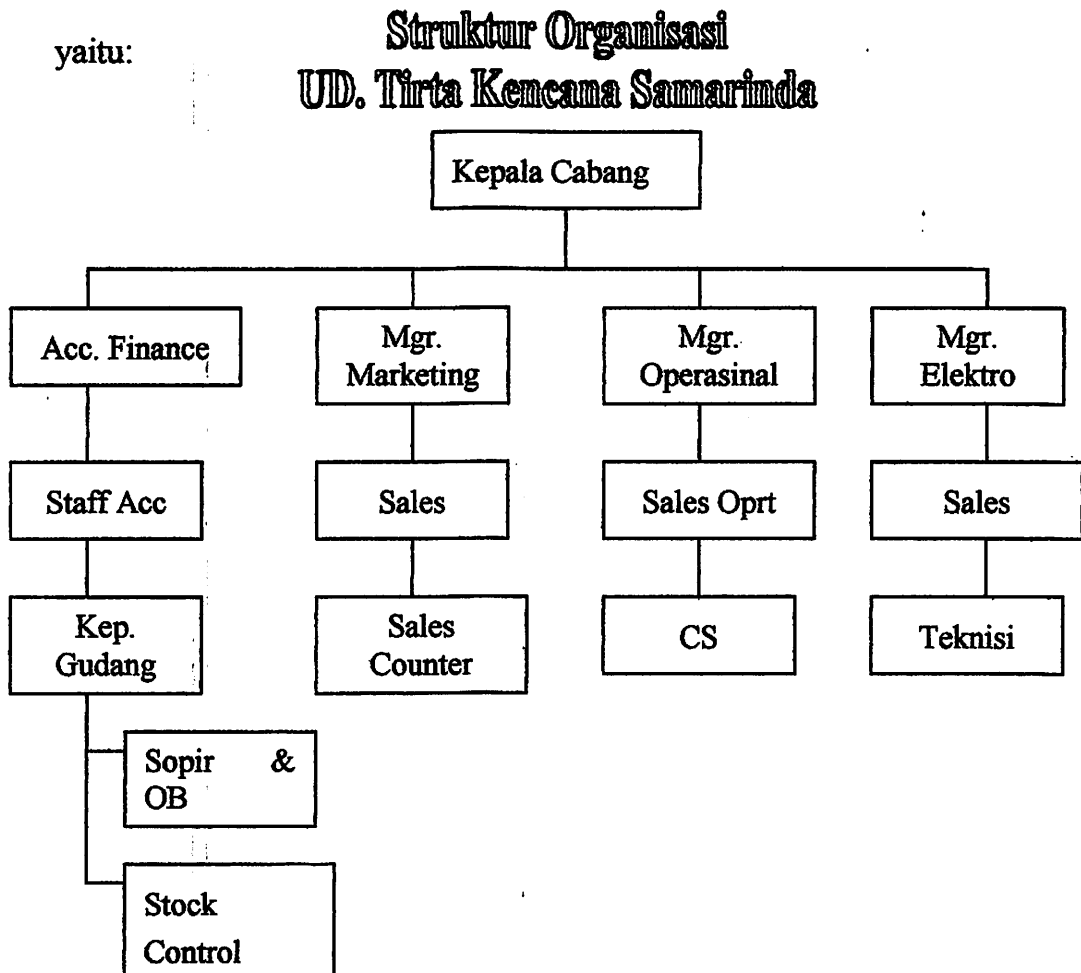 yaitu:
Struktur Organisasi
UD. Tirta Kencana Samarinda
Kepala Cabang
Acc. Finance
Mgr.
Marketing
Mgr.
Operasinal
Mgr.
Elektro
Staff Acc
Sales
Sales Oprt
Sales
Kep.
Gudang
Sales
Counter
CS
Teknisi
Sopir &
OB
Stock
Control